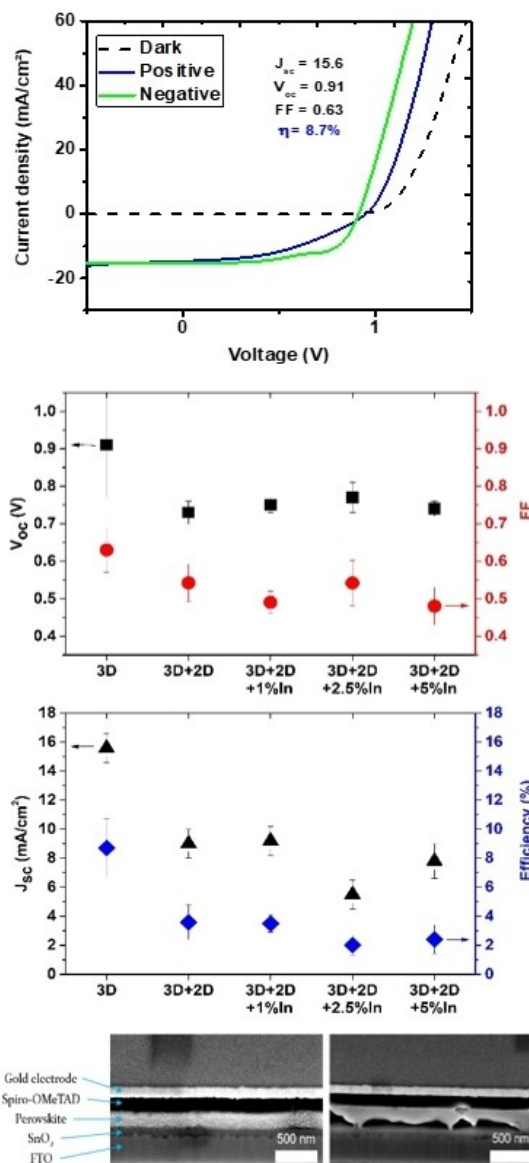 60
40
20
0
-20
Current density (mA/cm²)
Dark
Positive
Negative
J_sc = 15.6
V_oc = 0.91
FF = 0.63
η = 8.7%
0 1
Voltage (V)
1.0
0.9
0.8
0.7
0.6
0.5
0.4
V_OC (V)
1.0
0.9
0.8
0.7
0.6
0.5
0.4
FF
3D 3D+2D 3D+2D 3D+2D 3D+2D
+1%In +2.5%In +5%In
18
16
14
12
10
8
6
4
2
0
J_SC (mA/cm²)
18
16
14
12
10
8
6
4
2
0
Efficiency (%)
3D 3D+2D 3D+2D 3D+2D 3D+2D
+1%In +2.5%In +5%In
Gold electrode
Spiro-OMeTAD
Perovskite
SnO₂
FTO
500 nm
500 nm